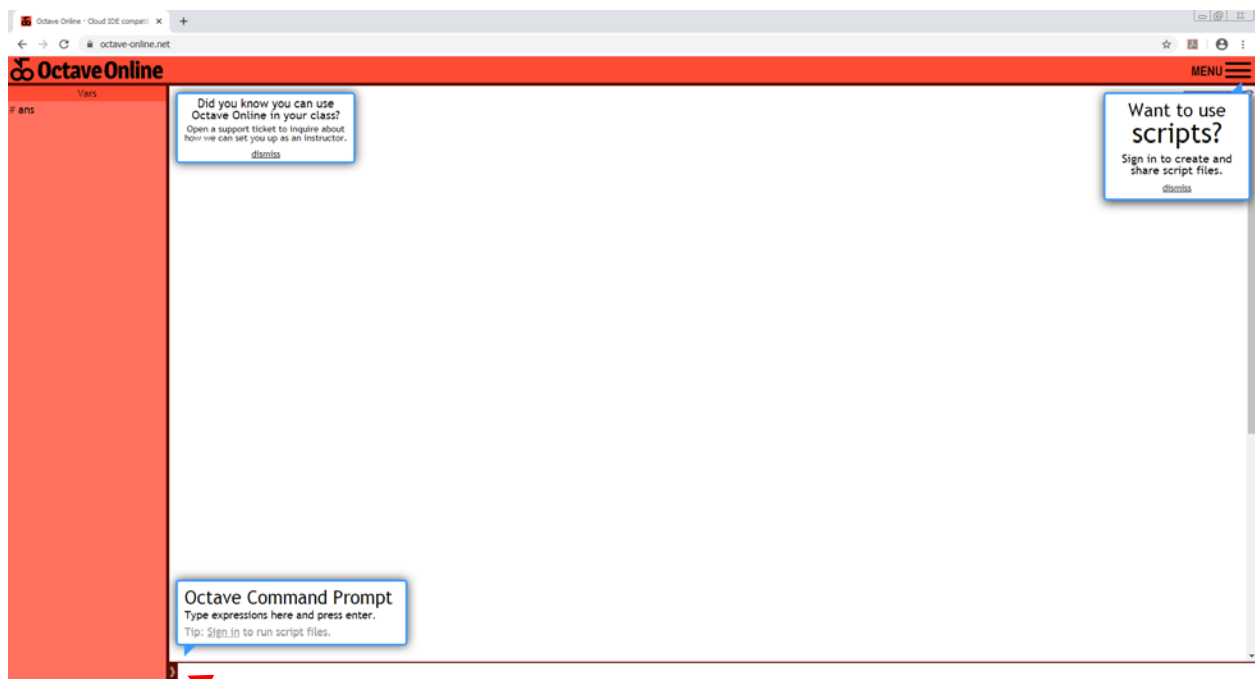 Octave Online · Cloud IDE compatib
octave-online.net
Octave Online
MENU
Vars
# ans
Did you know you can use
Octave Online in your class?
Open a support ticket to inquire about
how we can set you up as an instructor.
dismiss
Want to use
scripts?
Sign in to create and
share script files.
dismiss
Octave Command Prompt
Type expressions here and press enter.
Tip: Sign in to run script files.